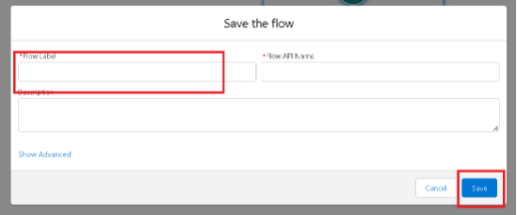 Save the flow
*Flow Label
*Flow API Name
Description
Show Advanced
Cancel
Save